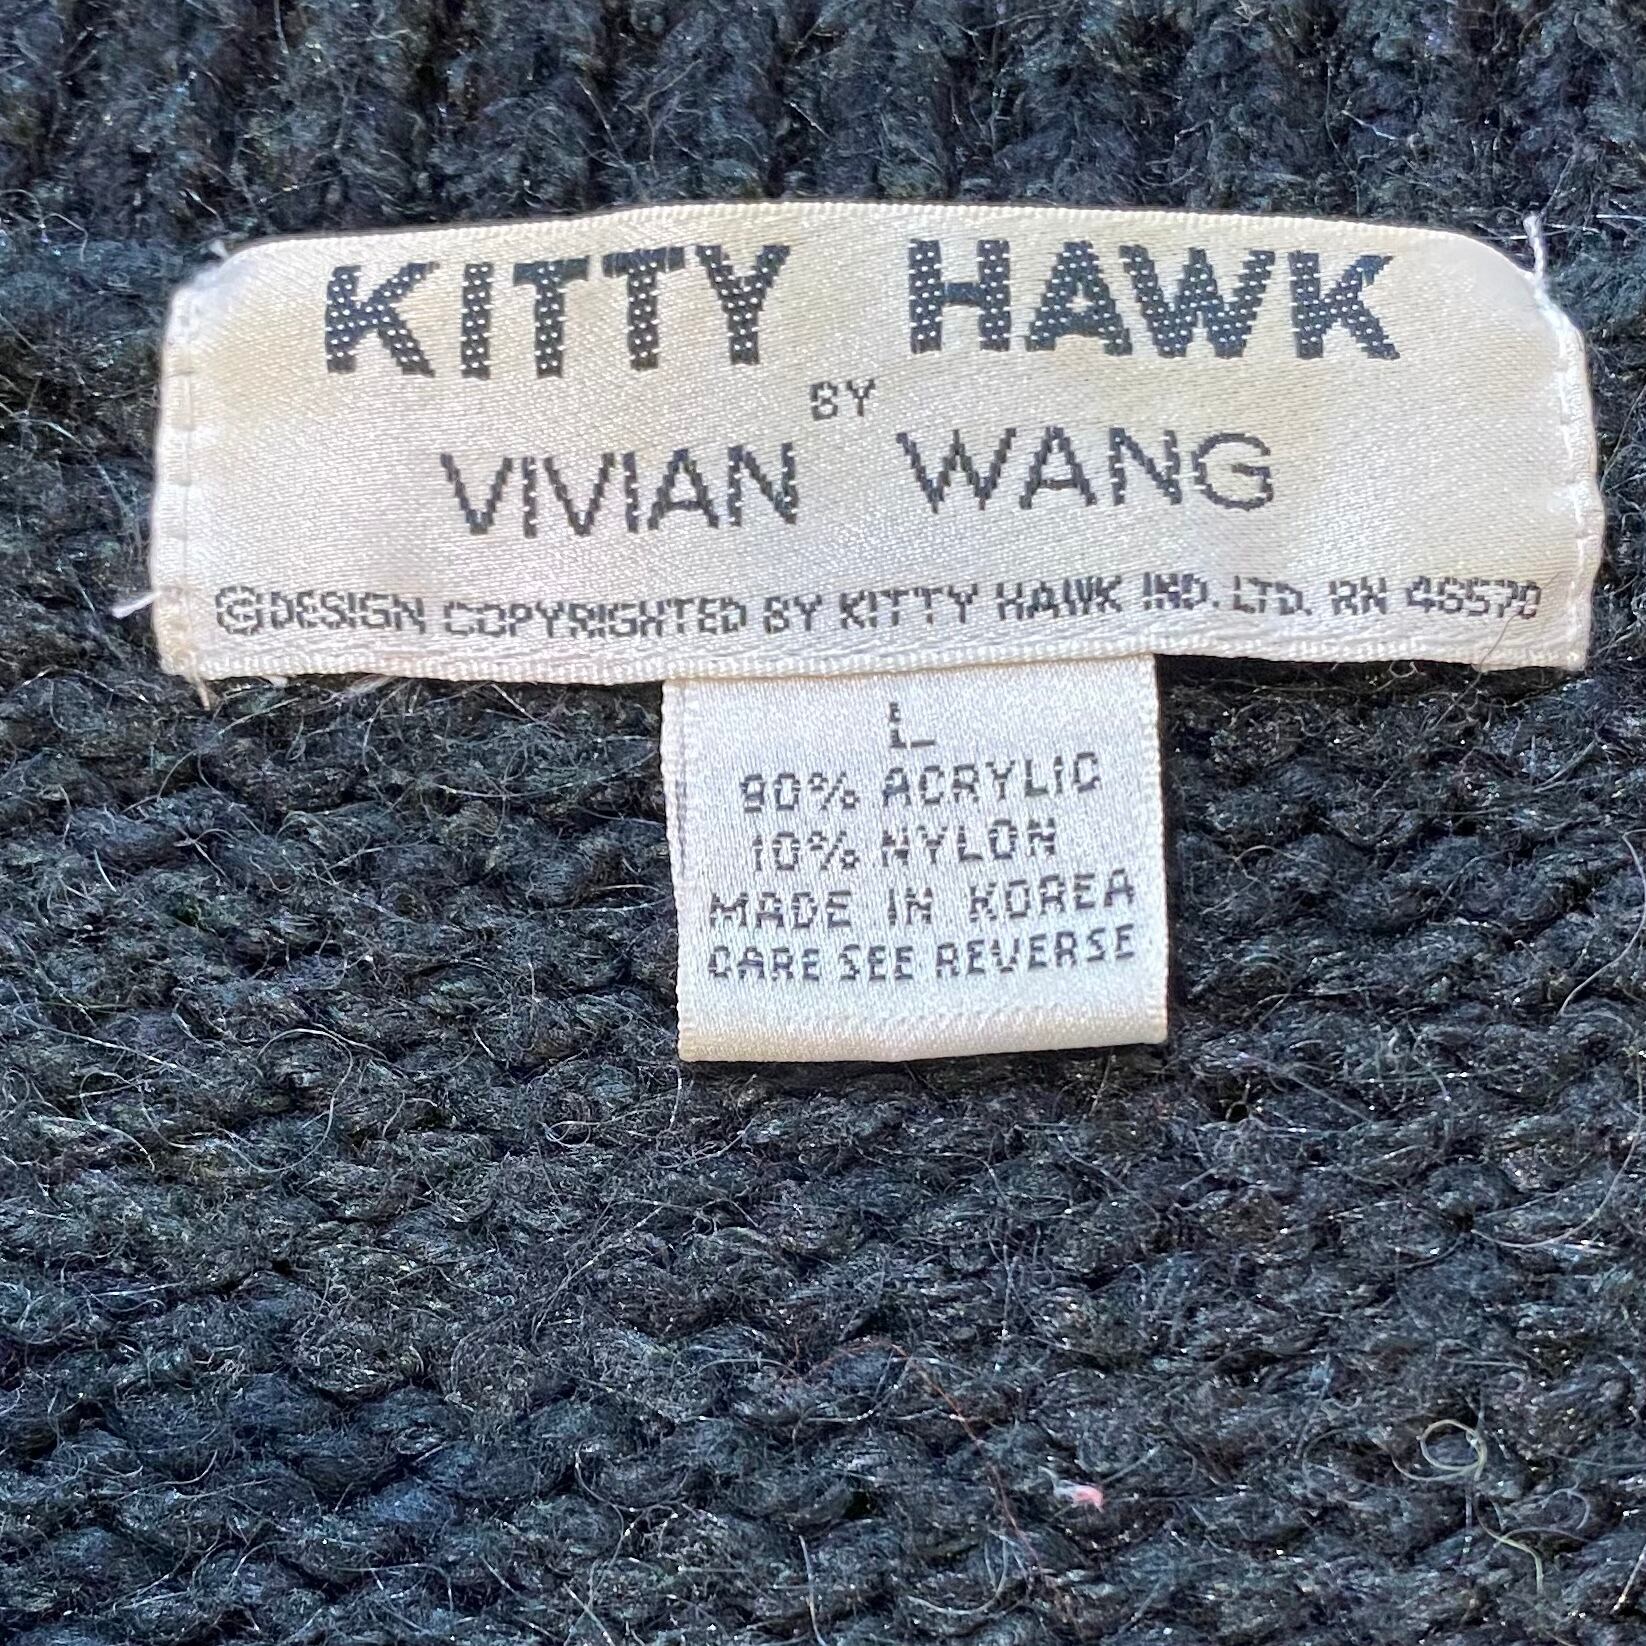 KITTY HAWK
BY
VIVIAN WANG
©DESIGN COPYRIGHTED BY KITTY HAWK IND. LTD. RN 46570
L
90% ACRYLIC
10% NYLON
MADE IN KOREA
CARE SEE REVERSE